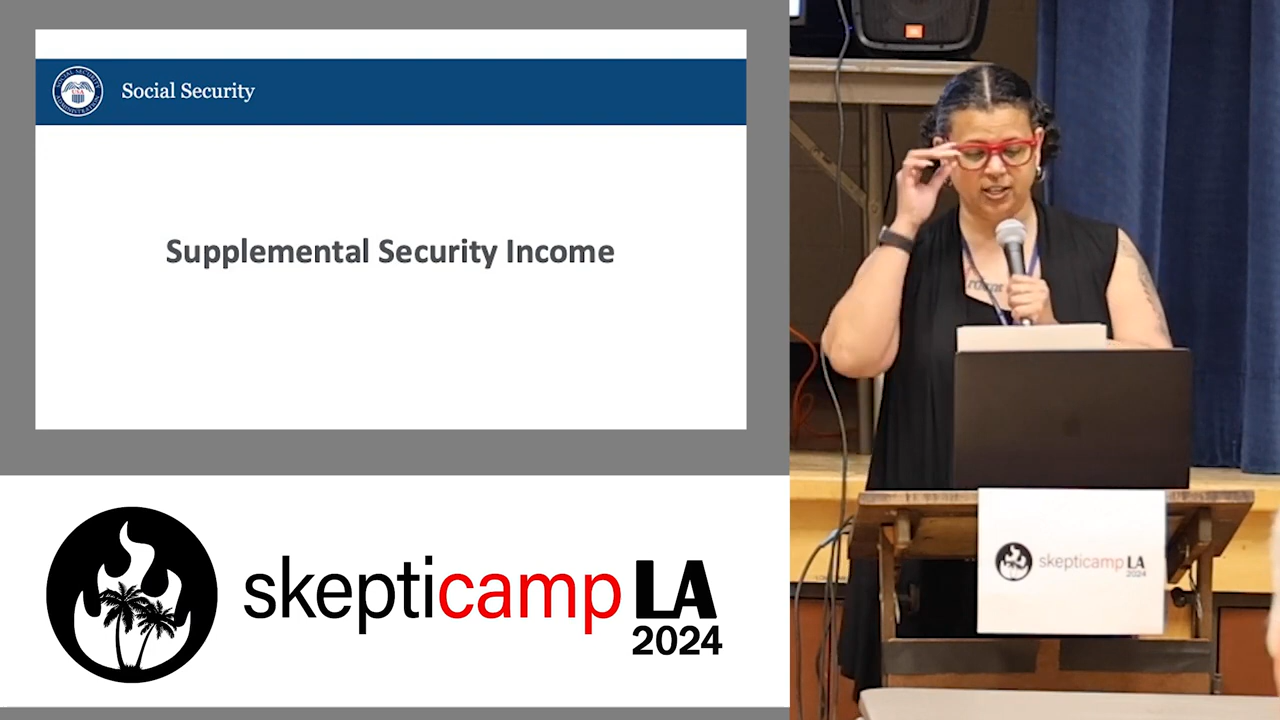 Social Security
Supplemental Security Income
skepticamp LA
2024
JBL
skepticamp LA
2024